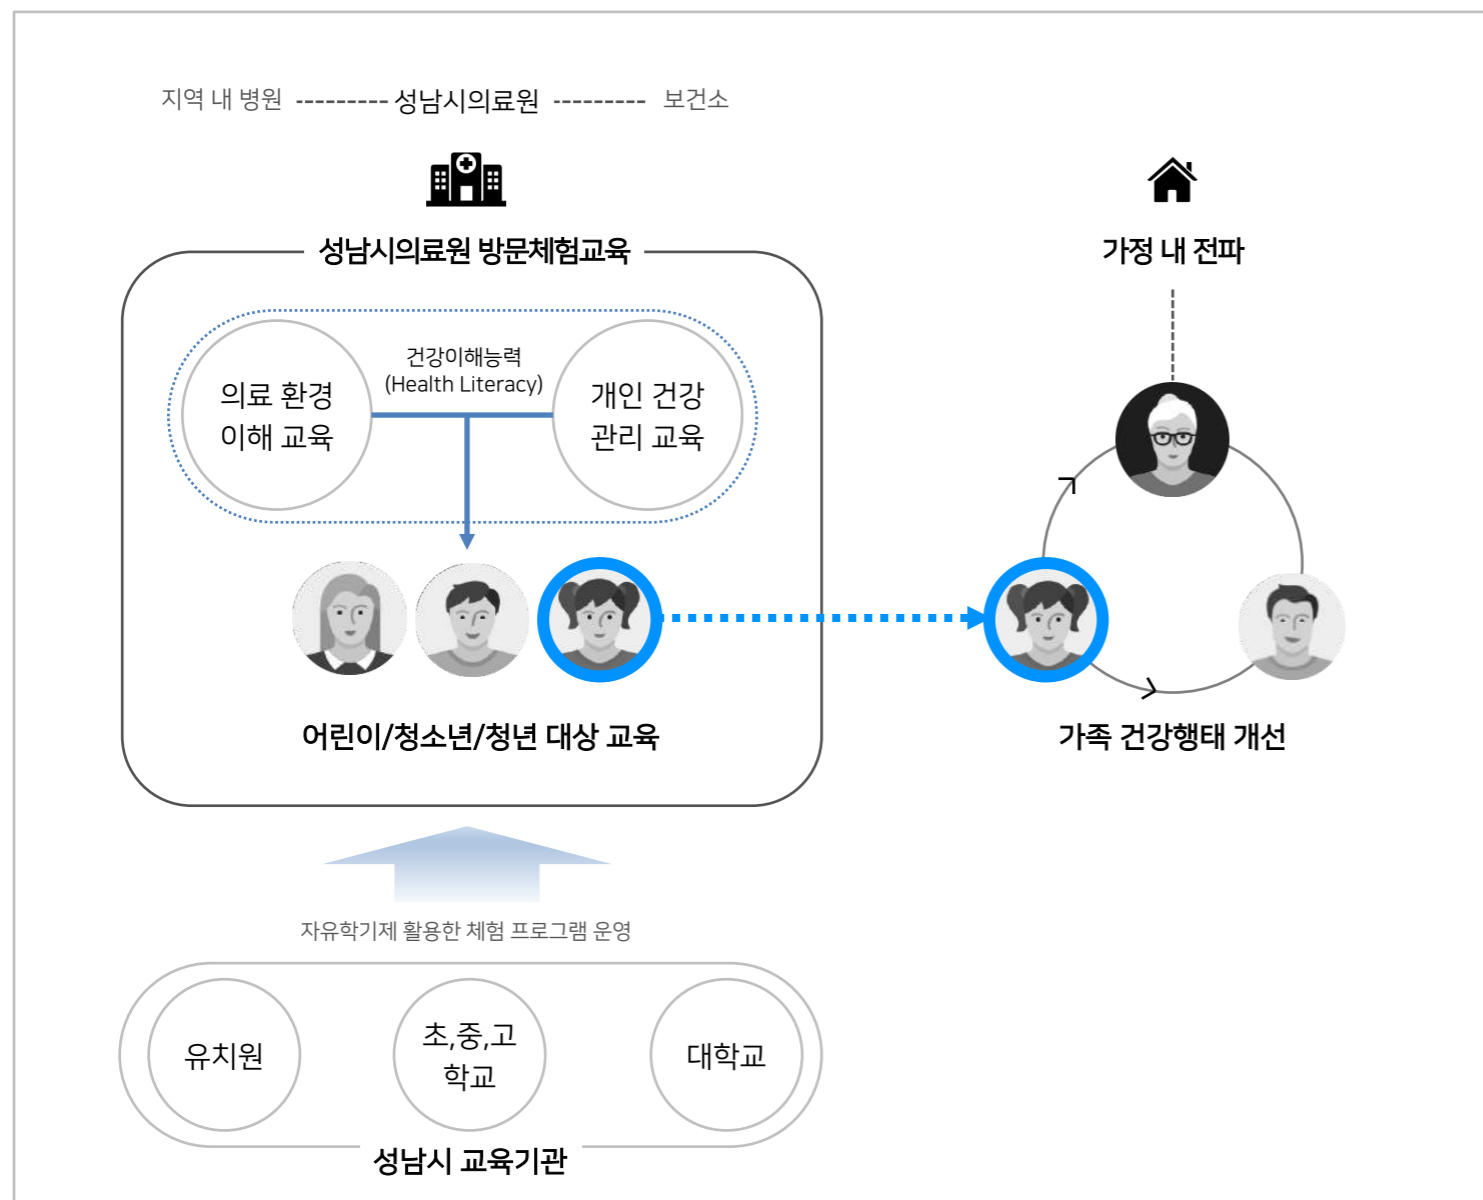 지역 내 병원 --------- 성남시의료원 --------- 보건소
성남시의료원 방문체험교육
가정 내 전파
건강이해능력
(Health Literacy)
의료 환경
이해 교육
개인 건강
관리 교육
어린이/청소년/청년 대상 교육
가족 건강행태 개선
자유학기제 활용한 체험 프로그램 운영
유치원
초,중,고
학교
대학교
성남시 교육기관